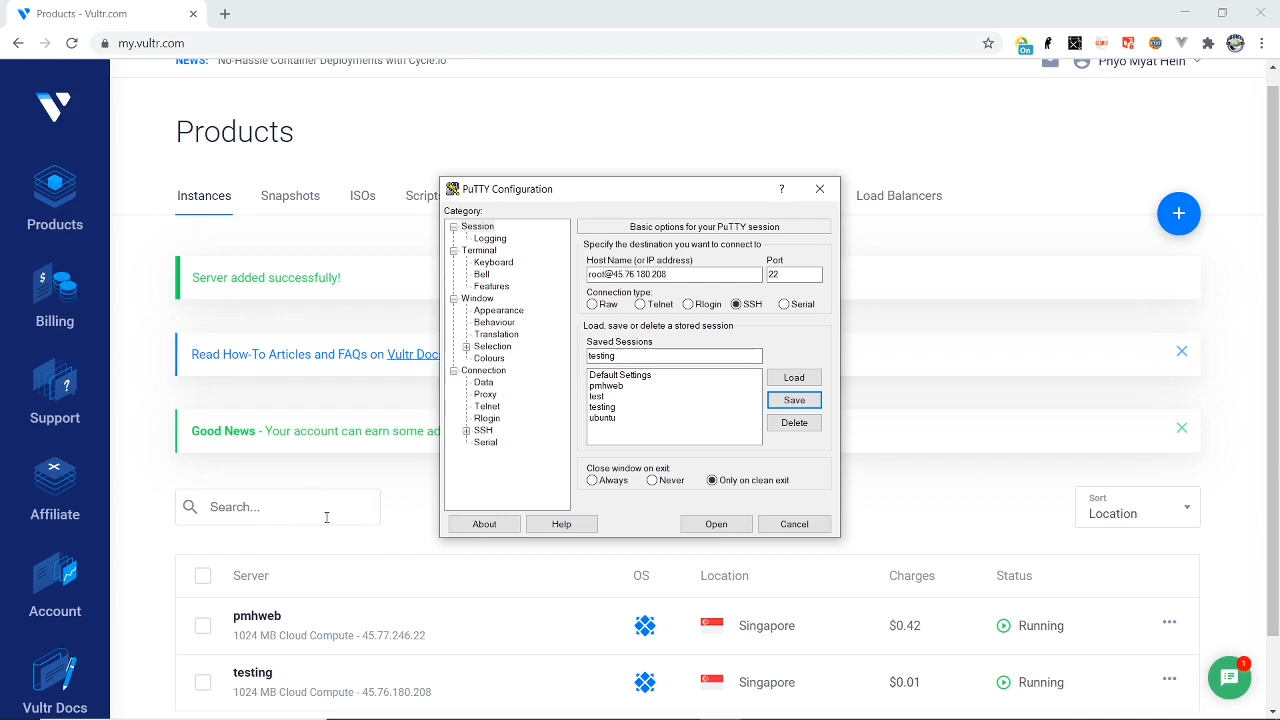 Products - Vultr.com
my.vultr.com
On
NEWS: No-Hassle Container Deployments with Cycle.io
Phyo Myat Hein
Products
Billing
Support
Affiliate
Account
Vultr Docs
Products
Instances
Snapshots
ISOs
Scripts
Load Balancers
+
Server added successfully!
Read How-To Articles and FAQs on Vultr Doc
Good News - Your account can earn some ad
Search...
Sort
Location
Server
OS
Location
Charges
Status
pmhweb
1024 MB Cloud Compute - 45.77.246.22
Singapore
$0.42
Running
testing
1024 MB Cloud Compute - 45.76.180.208
Singapore
$0.01
Running
1
PuTTY Configuration
?
Category:
Session
Logging
Terminal
Keyboard
Bell
Features
Window
Appearance
Behaviour
Translation
Selection
Colours
Connection
Data
Proxy
Telnet
Rlogin
SSH
Serial
Basic options for your PuTTY session
Specify the destination you want to connect to
Host Name (or IP address)
Port
root@45.76.180.208
22
Connection type:
Raw
Telnet
Rlogin
SSH
Serial
Load, save or delete a stored session
Saved Sessions
testing
Default Settings
pmhweb
test
testing
ubuntu
Load
Save
Delete
Close window on exit:
Always
Never
Only on clean exit
About
Help
Open
Cancel